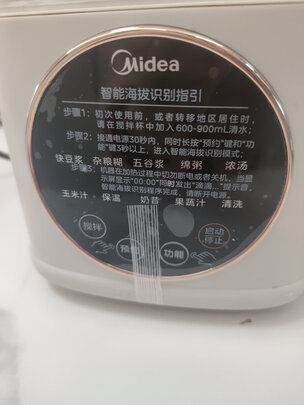 Midea
智能海拔识别指引
步骤1：初次使用前，或者转移地区居住时，
请在搅拌杯中加入600-900mL清水；
步骤2：接通电源30秒内，同时长按"预约"键和"功
能"键3秒以上，进入智能海拔识别模式；
快豆浆 杂粮糊 五谷浆 绵粥 浓汤
步骤3：机器在加热过程中切勿断电或者关机，当显
示屏显示"00:00"同时发出"滴滴..."提示音，
智能海拔识别程序完成，请断开电源。
玉米汁 保温 奶昔 果蔬汁 清洗
搅拌
预约
功能
启动
停止